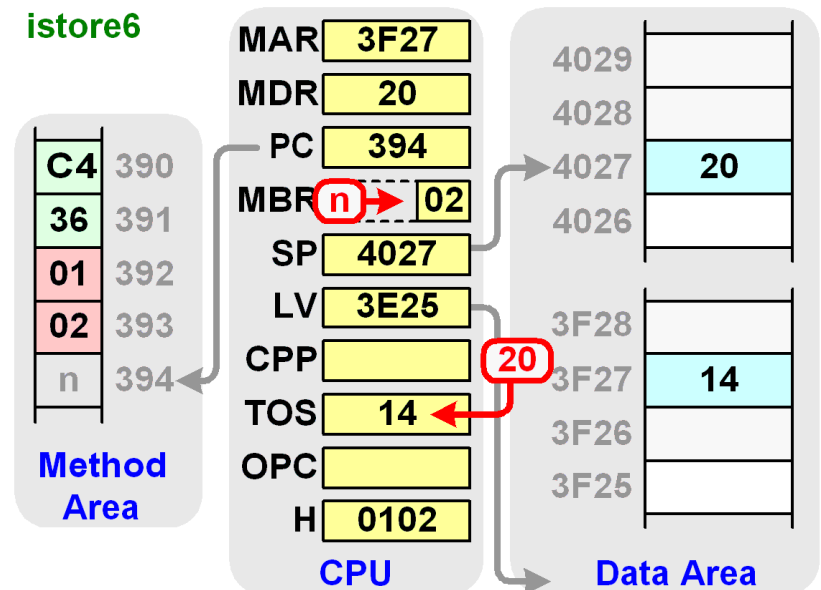 istore6
C4 390
36 391
01 392
02 393
n 394
Method
Area
MAR 3F27
MDR 20
PC 394
MBR n 02
SP 4027
LV 3E25
CPP
TOS 14
OPC
H 0102
CPU
20
4029
4028
4027 20
4026
3F28
3F27 14
3F26
3F25
Data Area